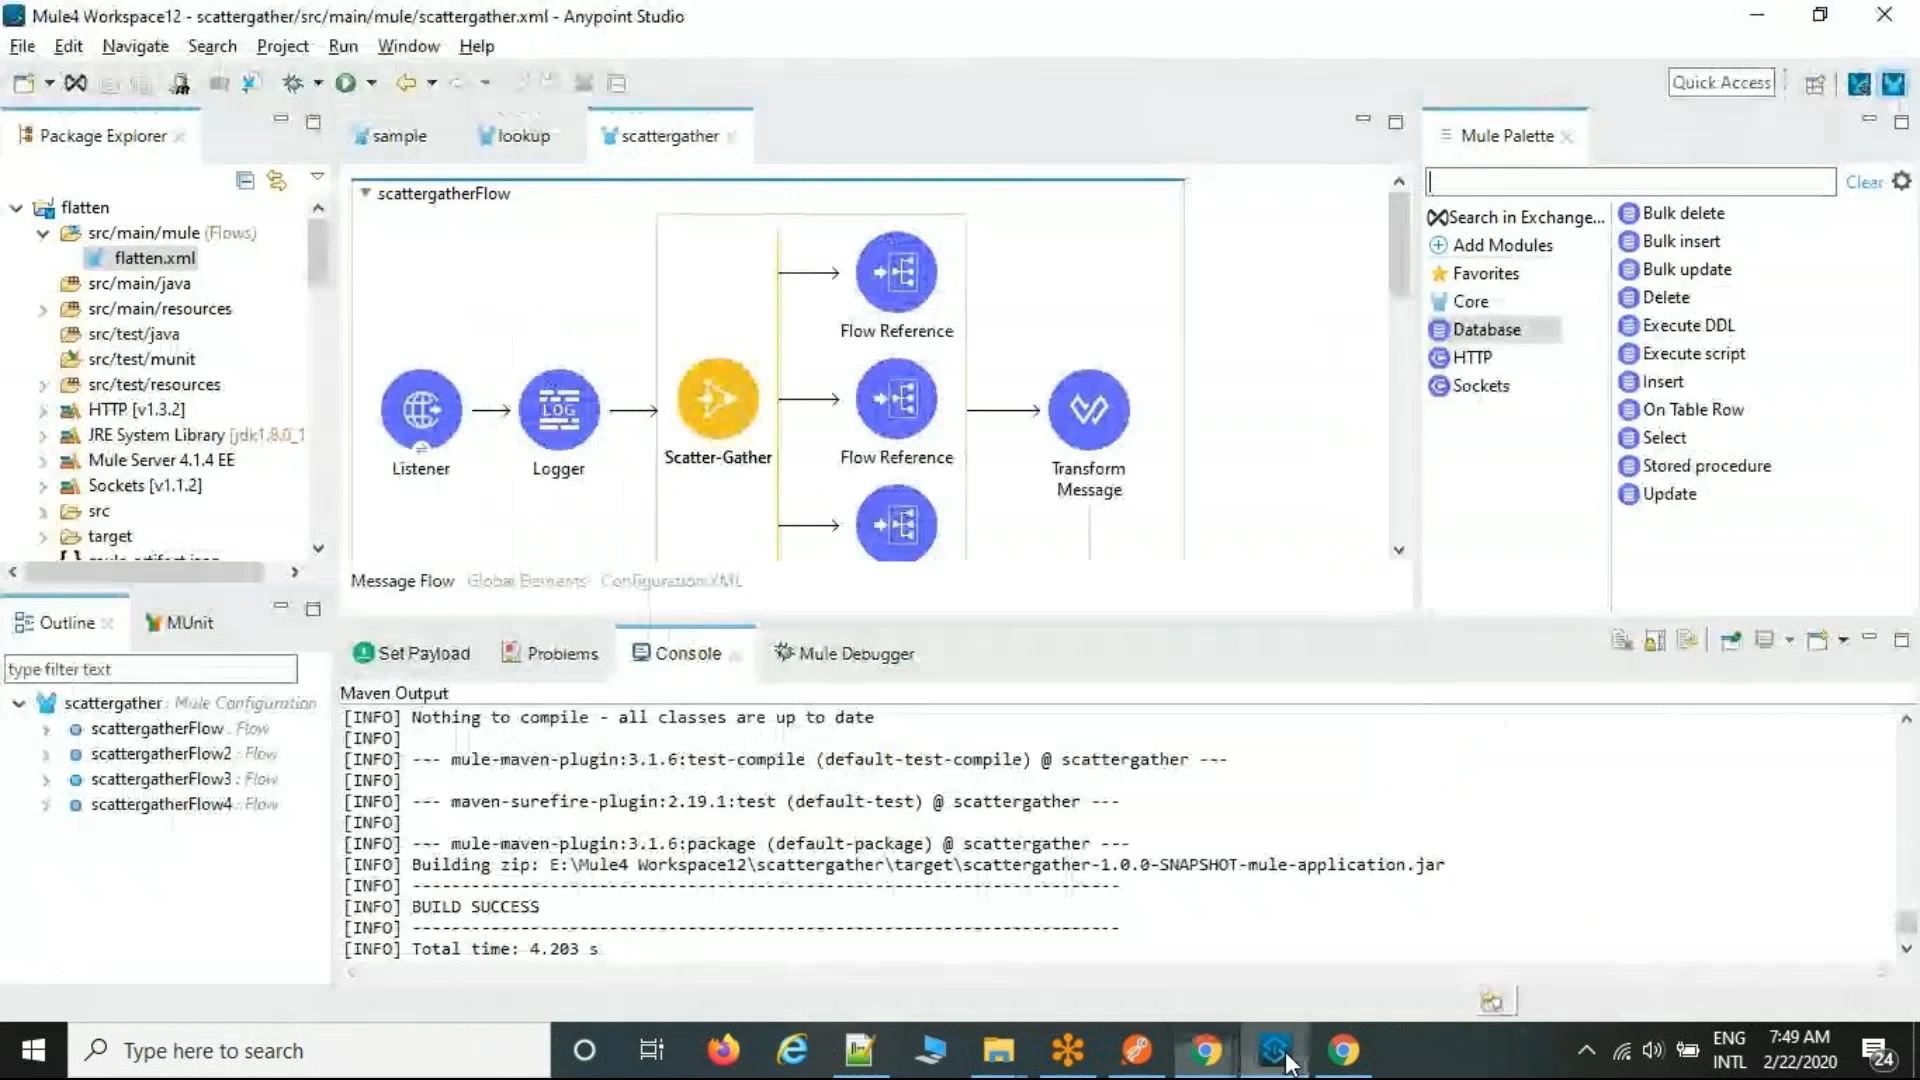 Mule4 Workspace12 - scattergather/src/main/mule/scattergather.xml - Anypoint Studio
File Edit Navigate Search Project Run Window Help
Quick Access
Package Explorer
flatten
src/main/mule (Flows)
flatten.xml
src/main/java
src/main/resources
src/test/java
src/test/munit
src/test/resources
HTTP [v1.3.2]
JRE System Library [jdk1.8.0_1
Mule Server 4.1.4 EE
Sockets [v1.1.2]
src
target
sample
lookup
scattergather
scattergatherFlow
Listener
LOG
Logger
Scatter-Gather
Flow Reference
Flow Reference
Transform
Message
Message Flow
Global Elements
Configuration XML
Mule Palette
Clear
Search in Exchange...
Add Modules
Favorites
Core
Database
HTTP
Sockets
Bulk delete
Bulk insert
Bulk update
Delete
Execute DDL
Execute script
Insert
On Table Row
Select
Stored procedure
Update
Outline
MUnit
type filter text
scattergather : Mule Configuration
scattergatherFlow : Flow
scattergatherFlow2 : Flow
scattergatherFlow3 : Flow
scattergatherFlow4 : Flow
Set Payload
Problems
Console
Mule Debugger
Maven Output
[INFO] Nothing to compile - all classes are up to date
[INFO]
[INFO] --- mule-maven-plugin:3.1.6:test-compile (default-test-compile) @ scattergather ---
[INFO]
[INFO] --- maven-surefire-plugin:2.19.1:test (default-test) @ scattergather ---
[INFO]
[INFO] --- mule-maven-plugin:3.1.6:package (default-package) @ scattergather ---
[INFO] Building zip: E:\Mule4 Workspace12\scattergather\target\scattergather-1.0.0-SNAPSHOT-mule-application.jar
[INFO] ------------------------------------------------------------------------
[INFO] BUILD SUCCESS
[INFO] ------------------------------------------------------------------------
[INFO] Total time: 4.203 s
Type here to search
ENG
INTL
7:49 AM
2/22/2020
24